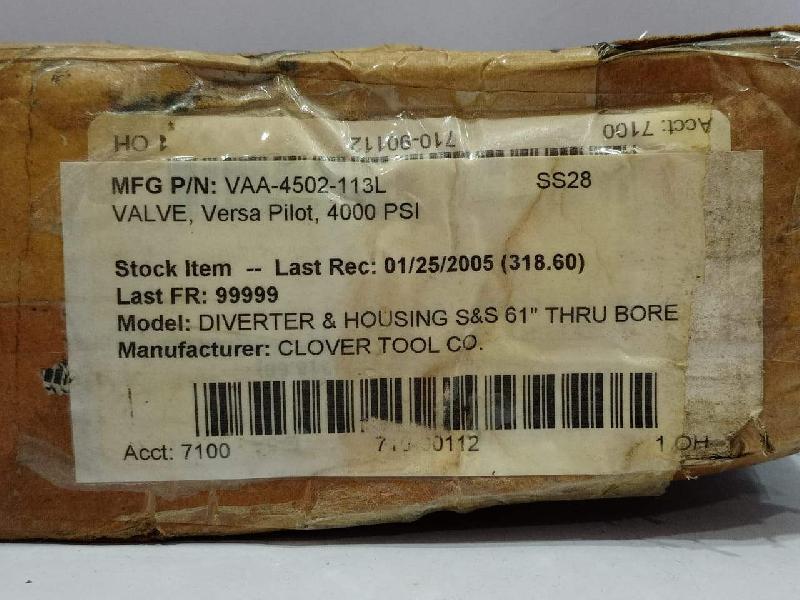 Acct: 7100 710-90112 1 OH
MFG P/N: VAA-4502-113L SS28
VALVE, Versa Pilot, 4000 PSI
Stock Item -- Last Rec: 01/25/2005 (318.60)
Last FR: 99999
Model: DIVERTER & HOUSING S&S 61" THRU BORE
Manufacturer: CLOVER TOOL CO.
Acct: 7100 710-90112 1 OH